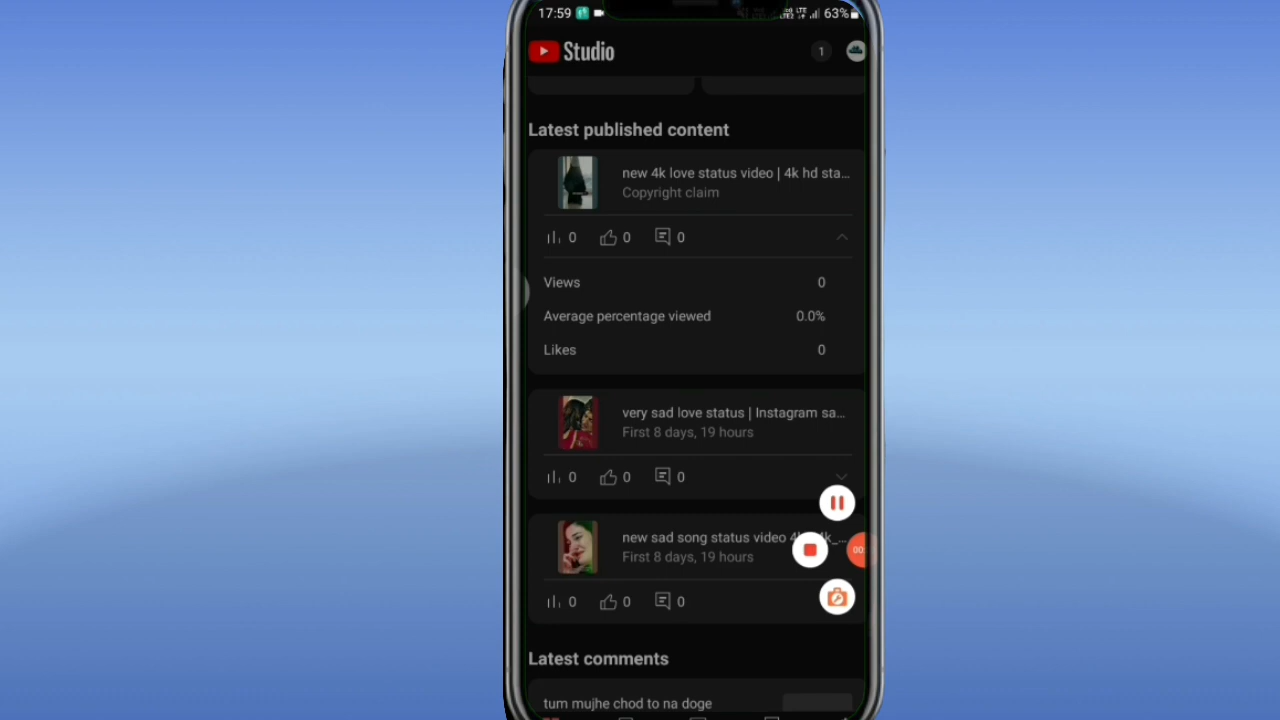 17:59 63%
Studio 1
Latest published content
new 4k love status video | 4k hd sta...
Copyright claim
0 0 0
Views 0
Average percentage viewed 0.0%
Likes 0
very sad love status | Instagram sa...
First 8 days, 19 hours
0 0 0
new sad song status video
First 8 days, 19 hours
0 0 0
Latest comments
tum mujhe chod to na doge